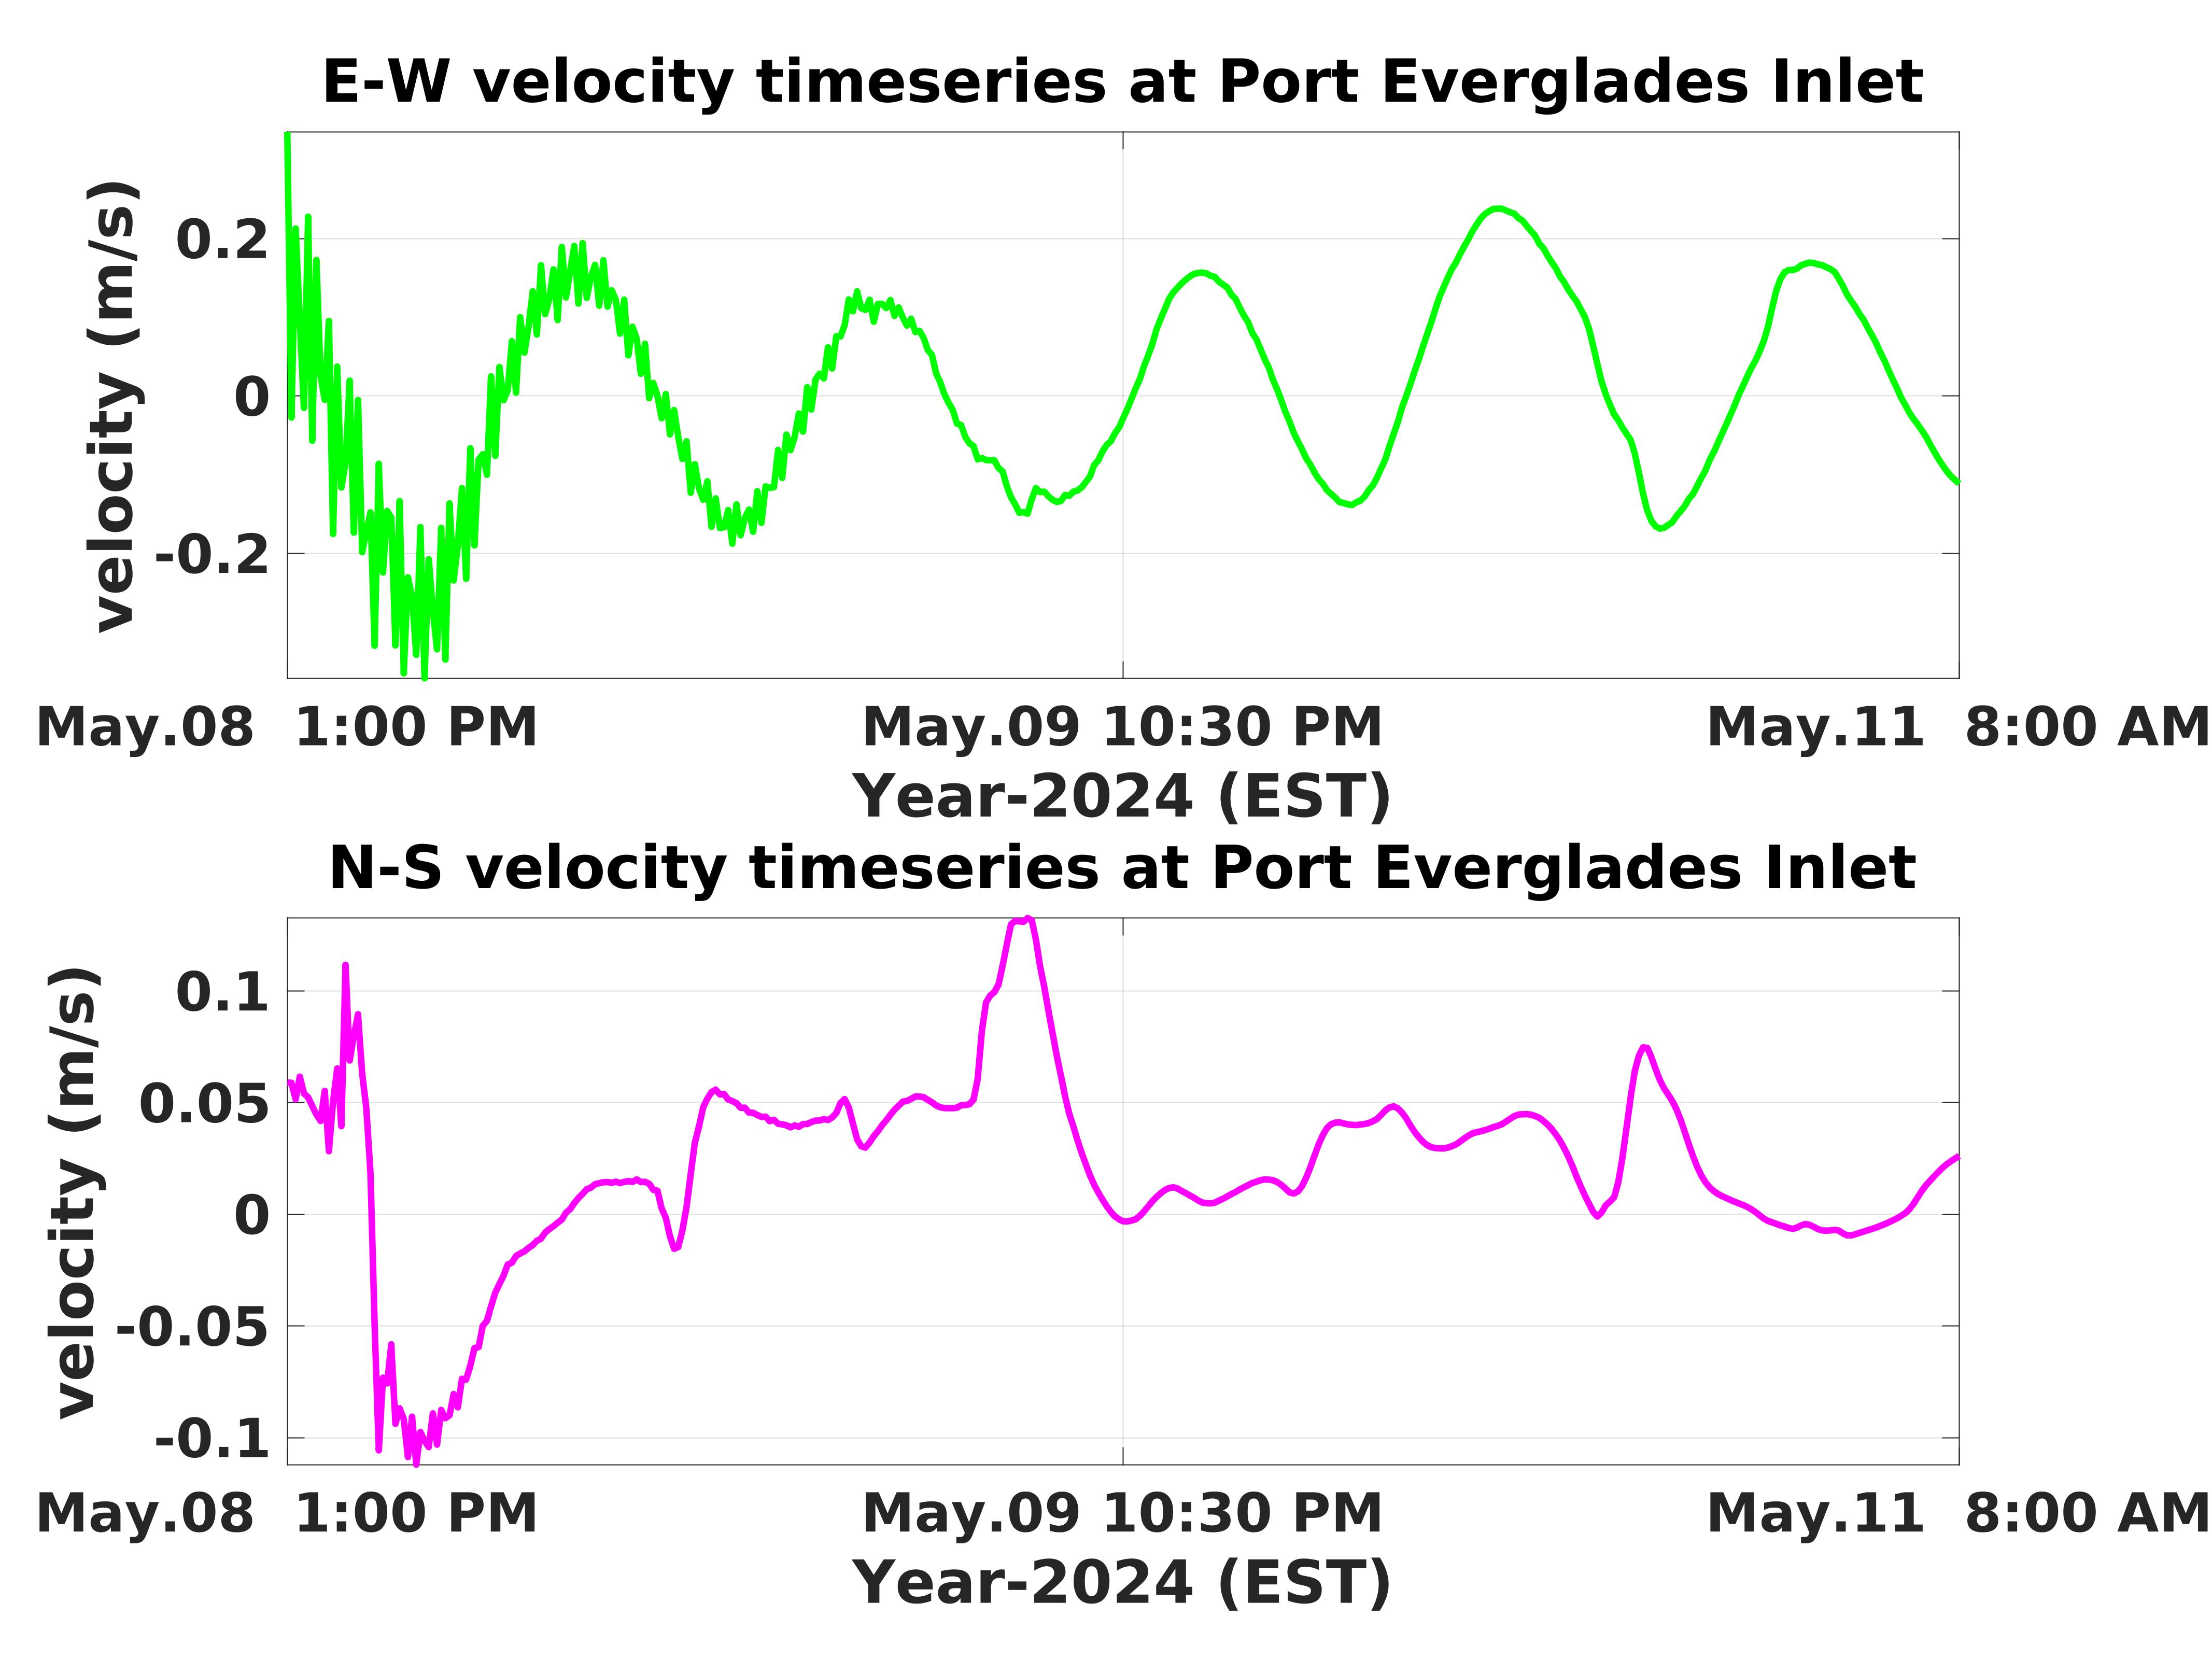 E-W velocity timeseries at Port Everglades Inlet
velocity (m/s)
0.2
0
-0.2
May.08 1:00 PM
May.09 10:30 PM
May.11 8:00 AM
Year-2024 (EST)
N-S velocity timeseries at Port Everglades Inlet
velocity (m/s)
0.1
0.05
0
-0.05
-0.1
May.08 1:00 PM
May.09 10:30 PM
May.11 8:00 AM
Year-2024 (EST)